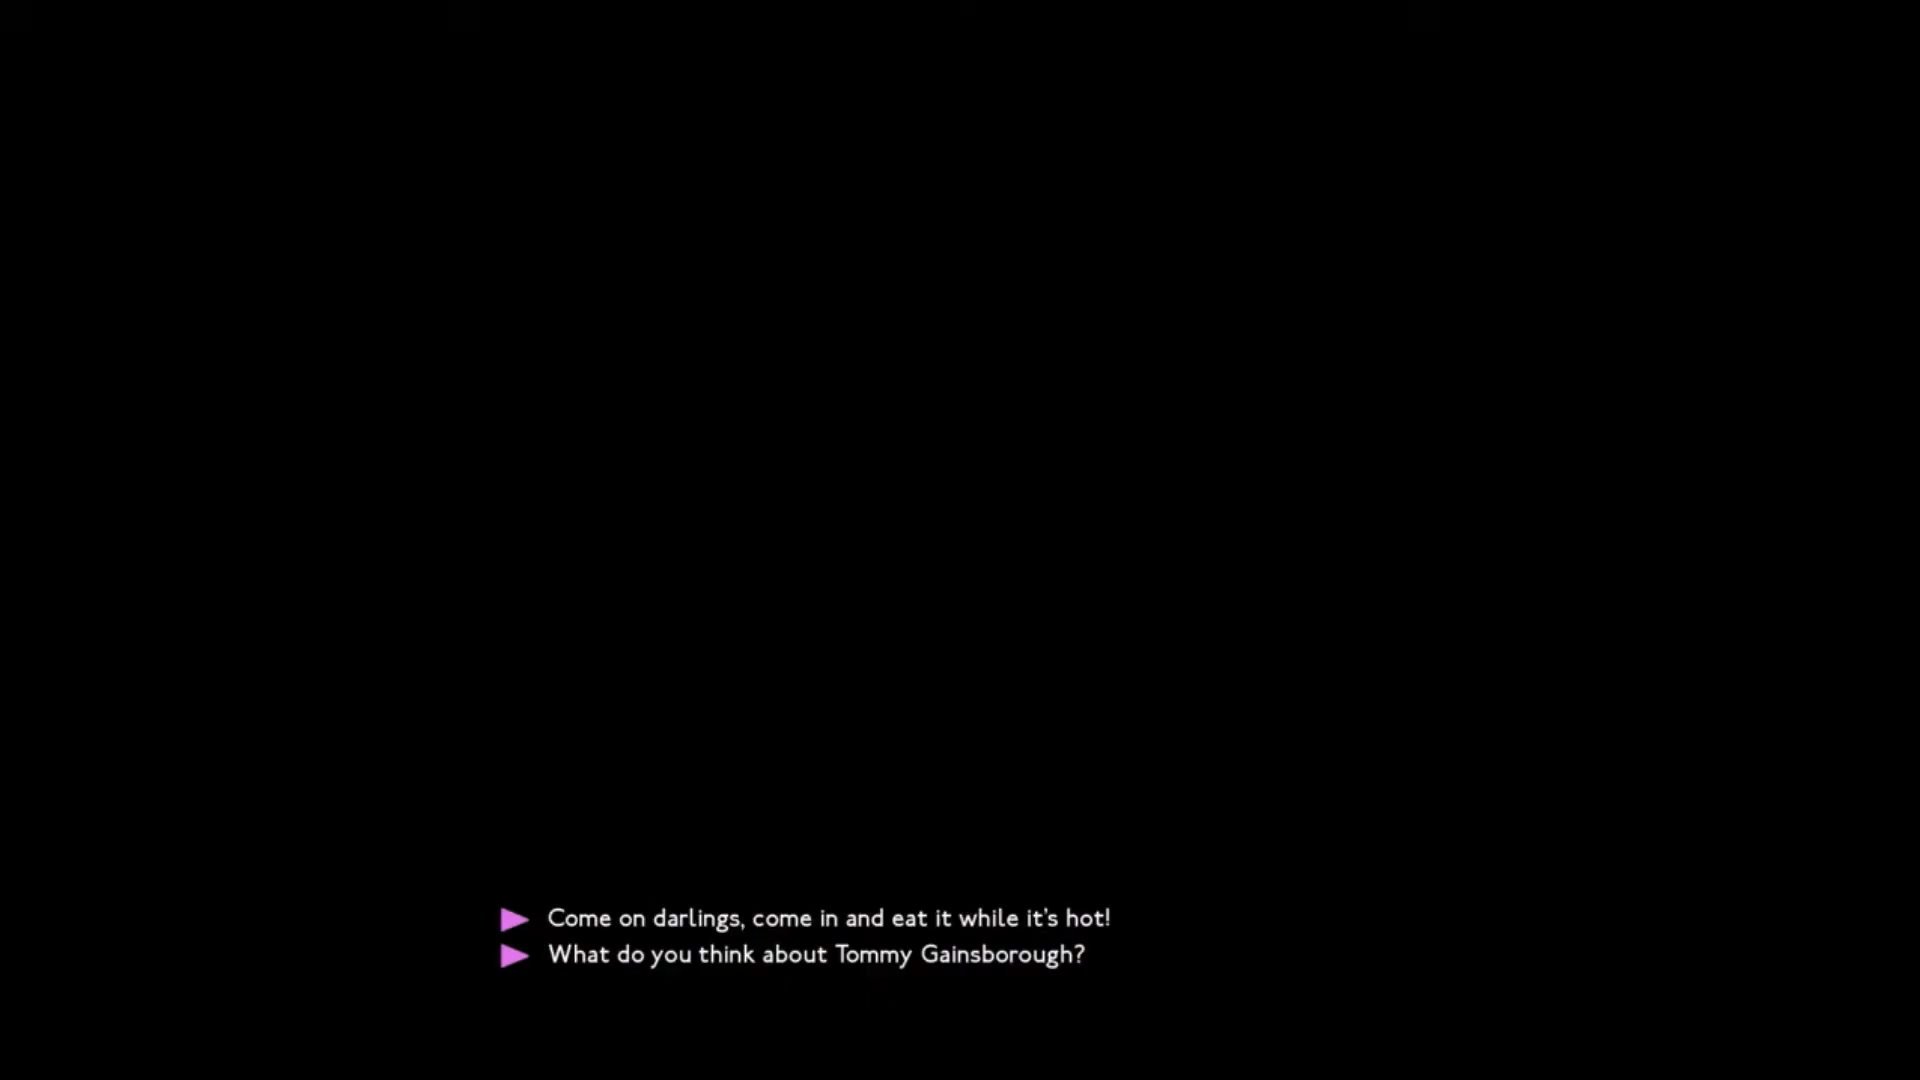 Come on darlings, come in and eat it while it's hot!
What do you think about Tommy Gainsborough?